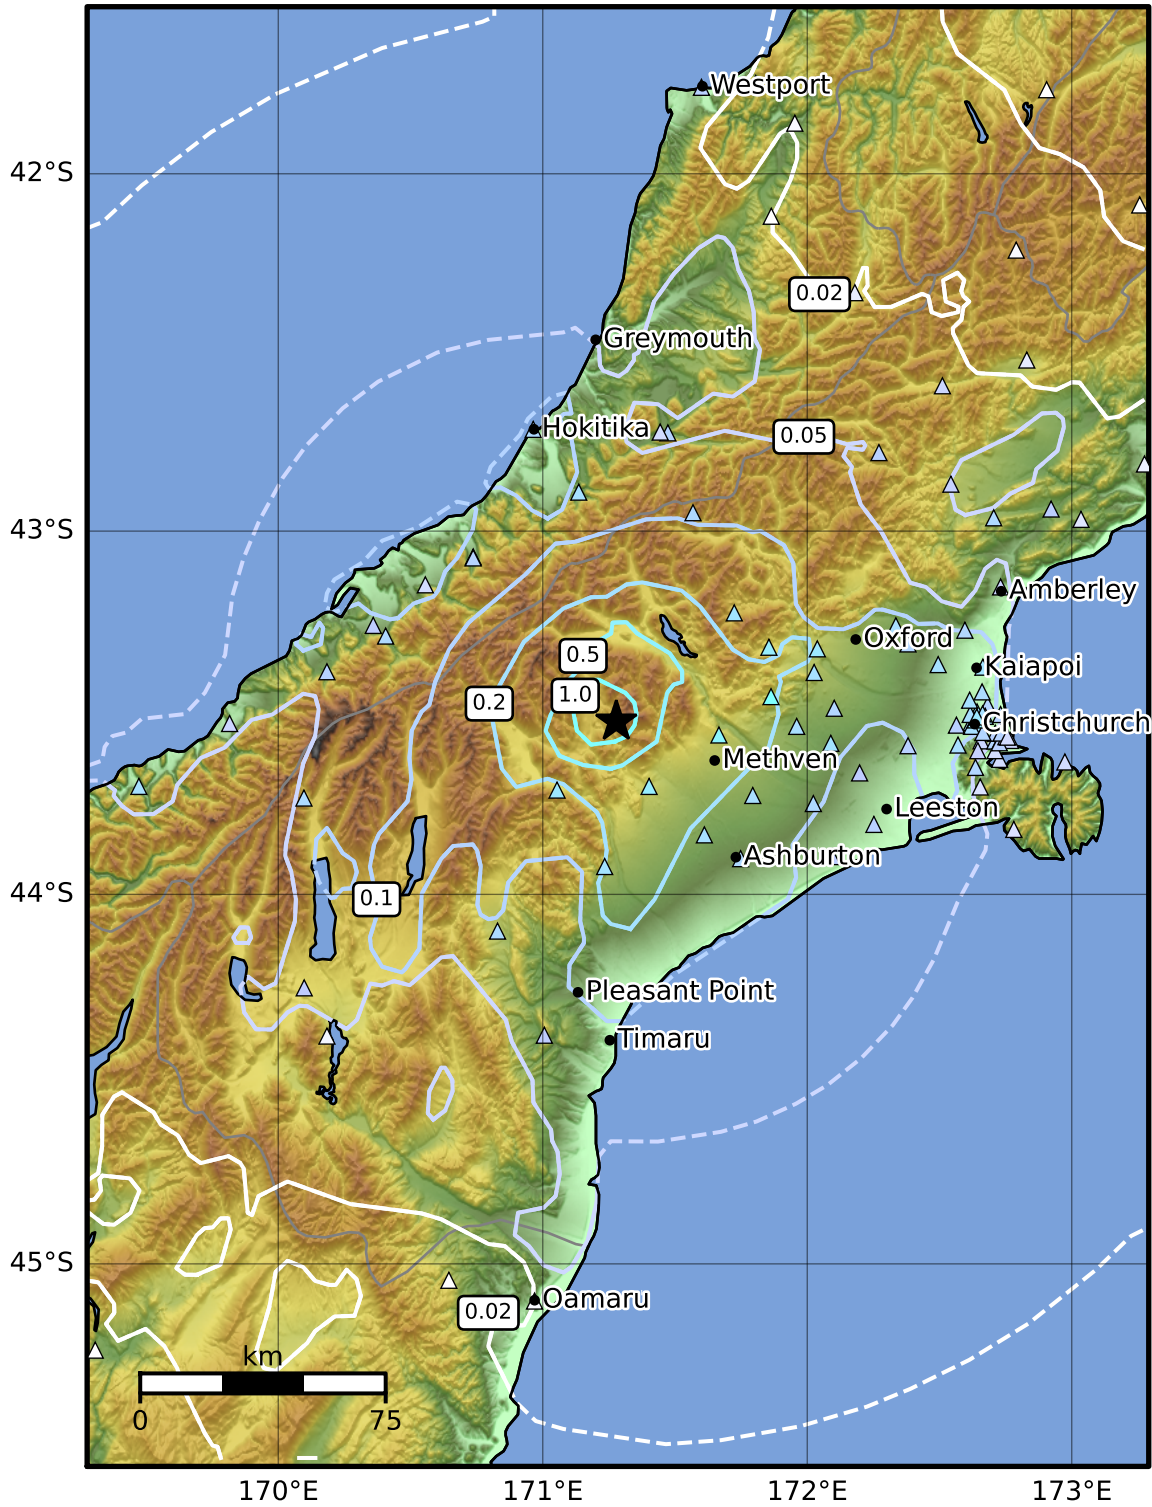 Westport
42°S
0.02
Greymouth
Hokitika
0.05
43°S
Amberley
Oxford
0.5
Kaiapoi
1.0
0.2
Christchurch
Methven
Leeston
Ashburton
44°S
0.1
Pleasant Point
Timaru
45°S
Oamaru
0.02
km
0 75
170°E 171°E 172°E 173°E